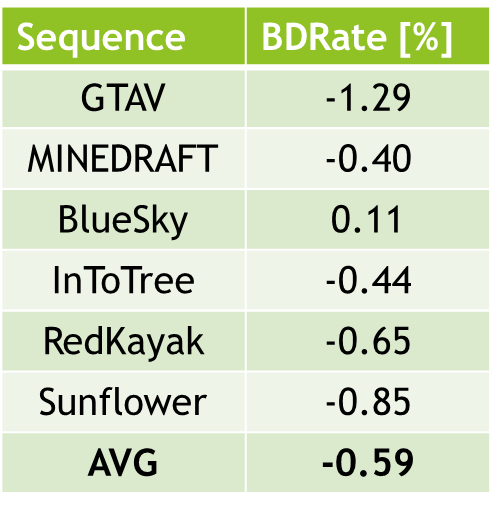 Sequence BDRate [%]
GTAV -1.29
MINEDRAFT -0.40
BlueSky 0.11
InToTree -0.44
RedKayak -0.65
Sunflower -0.85
AVG -0.59